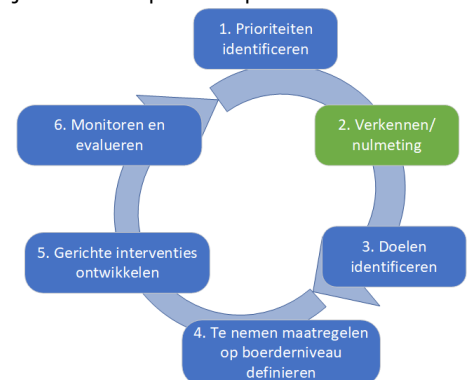 1. Prioriteiten
identificeren
2. Verkennen/
nulmeting
3. Doelen
identificeren
4. Te nemen maatregelen
op boerderniveau
definieren
5. Gerichte interventies
ontwikkelen
6. Monitoren en
evalueren